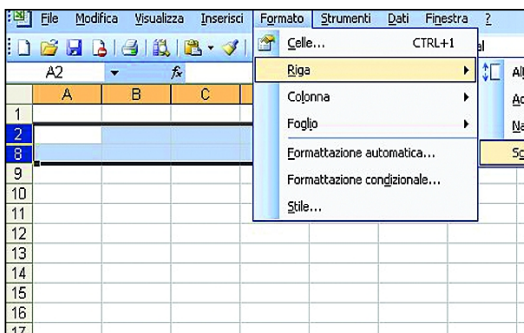 File Modifica Visualizza Inserisci Formato Strumenti Dati Finestra ?
Celle... CTRL+1
A2 fx Riga
A B C Colonna
1 Foglio
2
8 Formattazione automatica...
9 Formattazione condizionale...
10 Stile...
11
12
13
14
15
16
17